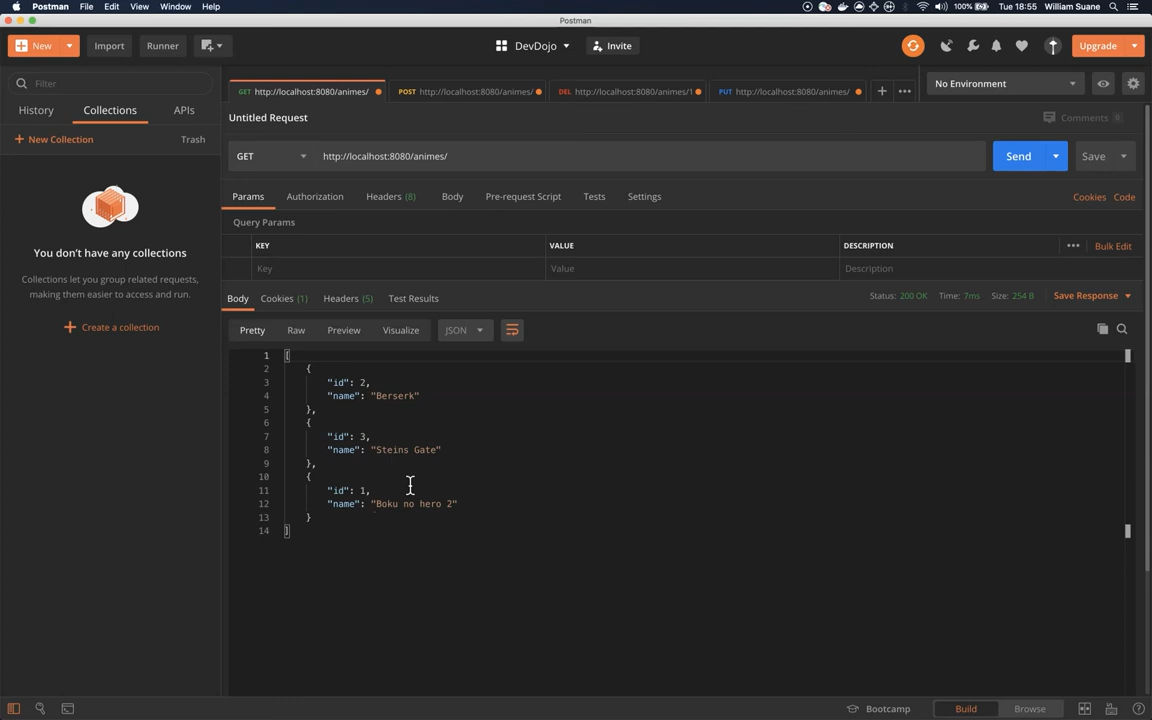 Postman File Edit View Window Help 100% Tue 18:55 William Suane
Postman
New Import Runner DevDojo Invite Upgrade
Filter
History Collections APIs
New Collection Trash
You don't have any collections
Collections let you group related requests,
making them easier to access and run.
Create a collection
GET http://localhost:8080/animes/ POST http://localhost:8080/animes/ DEL http://localhost:8080/animes/1 PUT http://localhost:8080/animes/ No Environment
Untitled Request Comments 0
GET http://localhost:8080/animes/ Send Save
Params Authorization Headers (8) Body Pre-request Script Tests Settings Cookies Code
Query Params
KEY VALUE DESCRIPTION Bulk Edit
Key Value Description
Body Cookies (1) Headers (5) Test Results Status: 200 OK Time: 7ms Size: 254 B Save Response
Pretty Raw Preview Visualize JSON
1 [
2 {
3 "id": 2,
4 "name": "Berserk"
5 },
6 {
7 "id": 3,
8 "name": "Steins Gate"
9 },
10 {
11 "id": 1,
12 "name": "Boku no hero 2"
13 }
14 ]
Bootcamp Build Browse